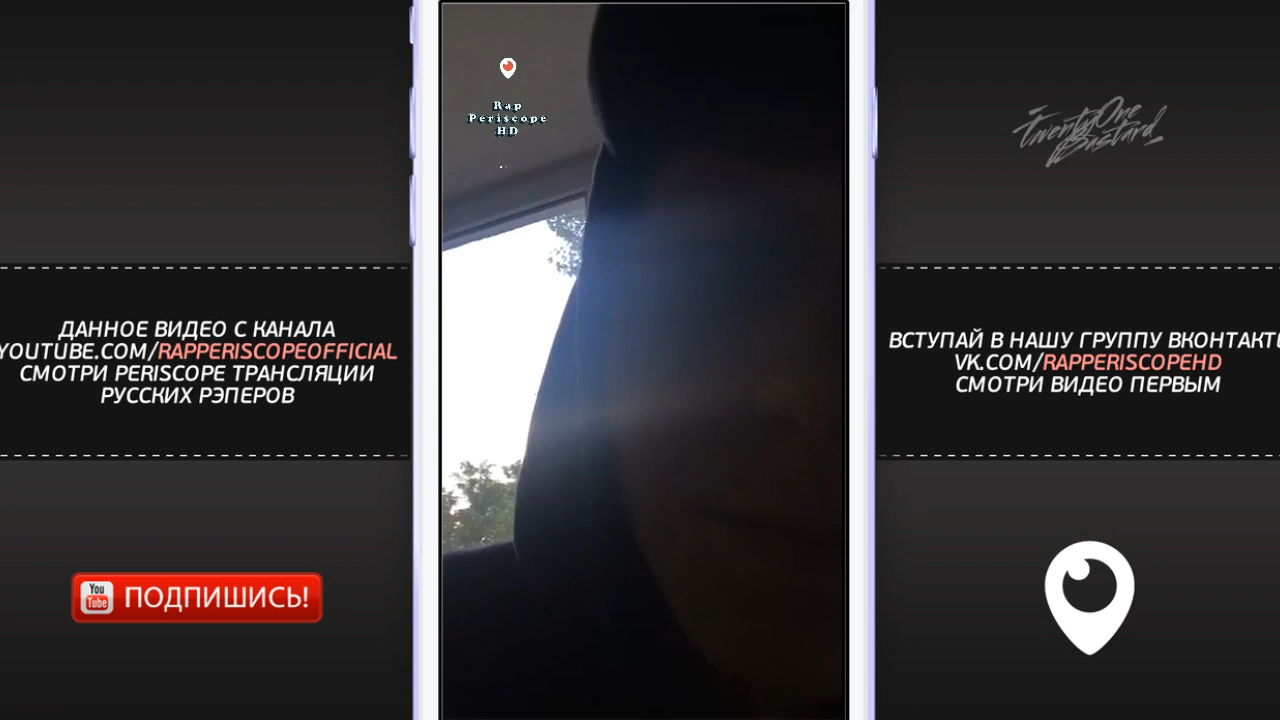 Rap
Periscope
HD
TwentyOne
Bastard
ДАННОЕ ВИДЕО С КАНАЛА
YOUTUBE.COM/RAPPERISCOPEOFFICIAL
СМОТРИ PERISCOPE ТРАНСЛЯЦИИ
РУССКИХ РЭПЕРОВ
ВСТУПАЙ В НАШУ ГРУППУ ВКОНТАКТЕ
VK.COM/RAPPERISCOPEHD
СМОТРИ ВИДЕО ПЕРВЫМ
You
Tube
ПОДПИШИСЬ!